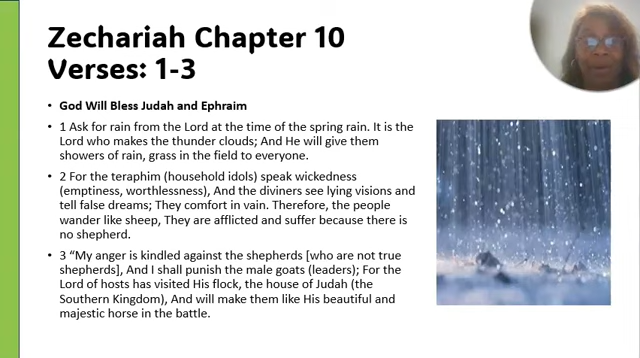 Zechariah Chapter 10
Verses: 1-3
• God Will Bless Judah and Ephraim
• 1 Ask for rain from the Lord at the time of the spring rain. It is the
Lord who makes the thunder clouds; And He will give them
showers of rain, grass in the field to everyone.
• 2 For the teraphim (household idols) speak wickedness
(emptiness, worthlessness), And the diviners see lying visions and
tell false dreams; They comfort in vain. Therefore, the people
wander like sheep, They are afflicted and suffer because there is
no shepherd.
• 3 “My anger is kindled against the shepherds [who are not true
shepherds], And I shall punish the male goats (leaders); For the
Lord of hosts has visited His flock, the house of Judah (the
Southern Kingdom), And will make them like His beautiful and
majestic horse in the battle.